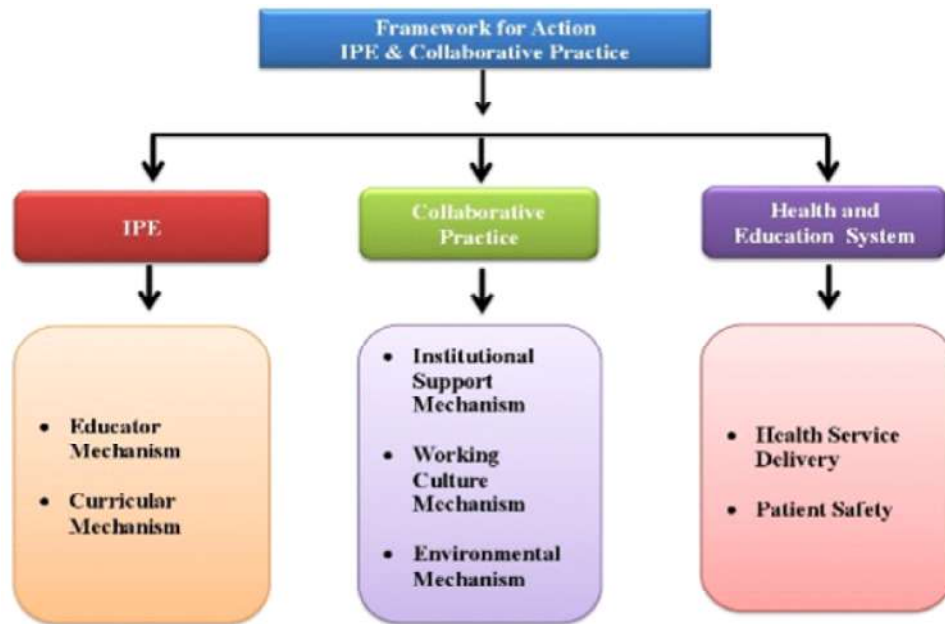 Framework for Action
IPE & Collaborative Practice
IPE
Collaborative
Practice
Health and
Education System
• Educator
Mechanism
• Curricular
Mechanism
• Institutional
Support
Mechanism
• Working
Culture
Mechanism
• Environmental
Mechanism
• Health Service
Delivery
• Patient Safety